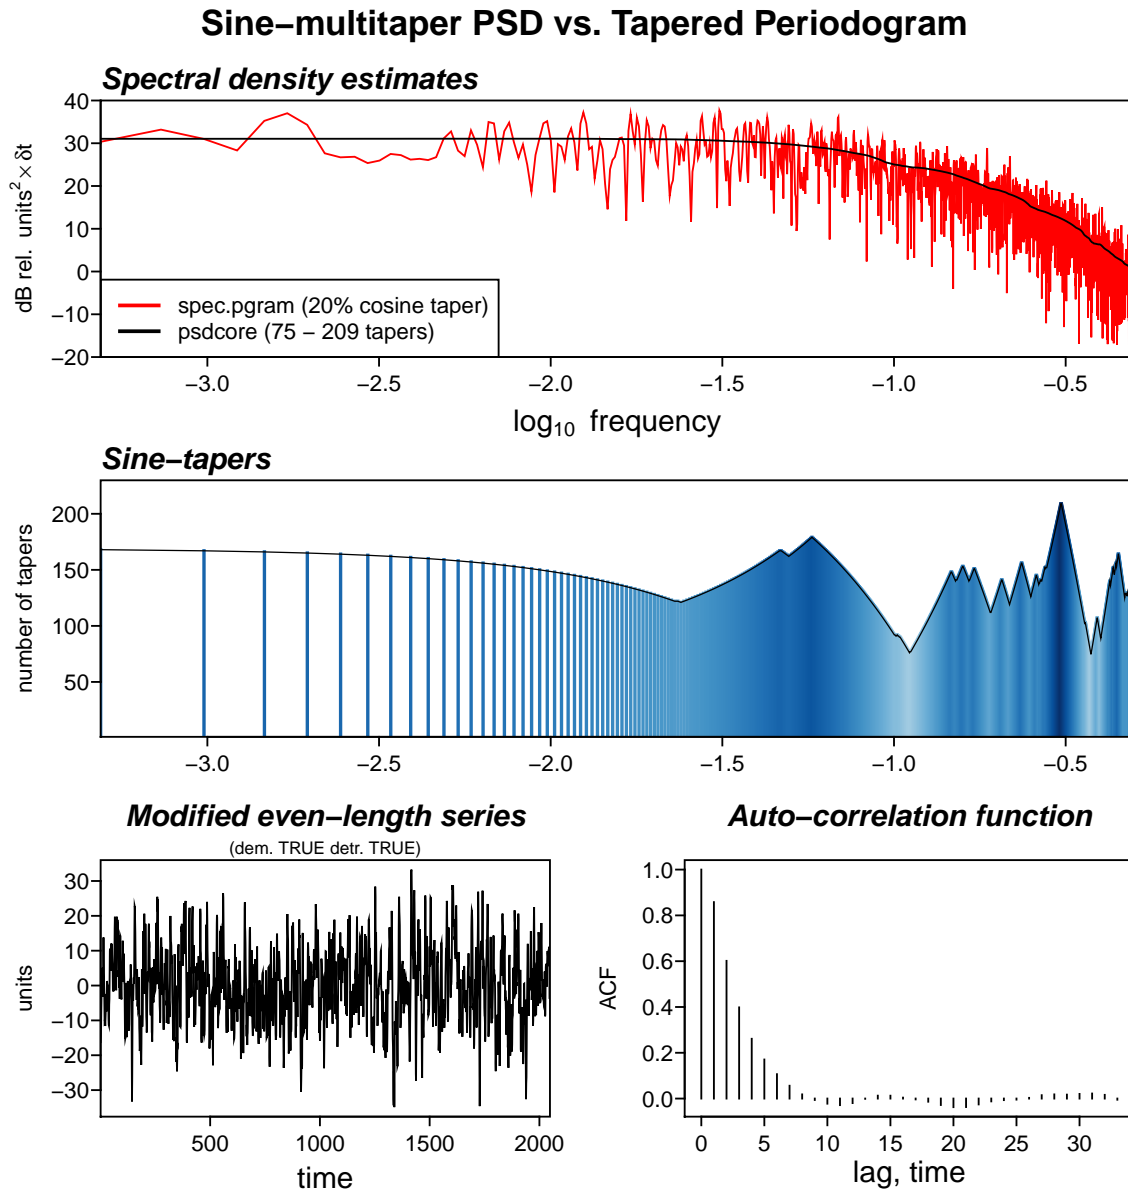 Sine−multitaper PSD vs. Tapered Periodogram
Spectral density estimates
dB rel. units² × δt
40
30
20
10
0
−10
−20
spec.pgram (20% cosine taper)
psdcore (75 − 209 tapers)
−3.0 −2.5 −2.0 −1.5 −1.0 −0.5
log₁₀ frequency
Sine−tapers
number of tapers
200
150
100
50
−3.0 −2.5 −2.0 −1.5 −1.0 −0.5
Modified even−length series
(dem. TRUE detr. TRUE)
units
30
20
10
0
−10
−20
−30
500 1000 1500 2000
time
Auto−correlation function
ACF
1.0
0.8
0.6
0.4
0.2
0.0
0 5 10 15 20 25 30
lag, time